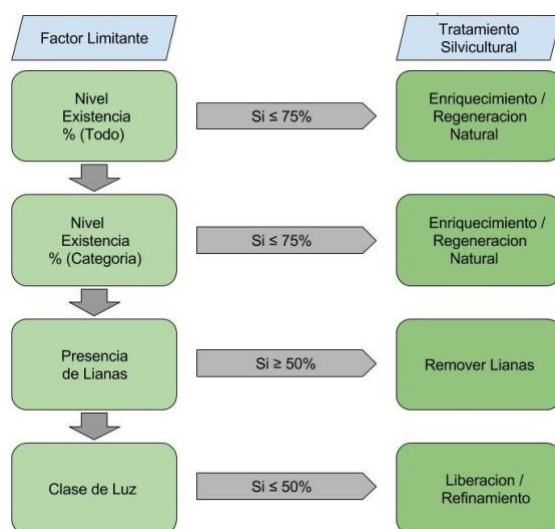 Factor Limitante
Tratamiento
Silvicultural
Nivel
Existencia
% (Todo)
Si ≤ 75%
Enriquecimiento /
Regeneracion
Natural
Nivel
Existencia
% (Categoria)
Si ≤ 75%
Enriquecimiento /
Regeneracion
Natural
Presencia
de Lianas
Si ≥ 50%
Remover Lianas
Clase de Luz
Si ≤ 50%
Liberacion /
Refinamiento